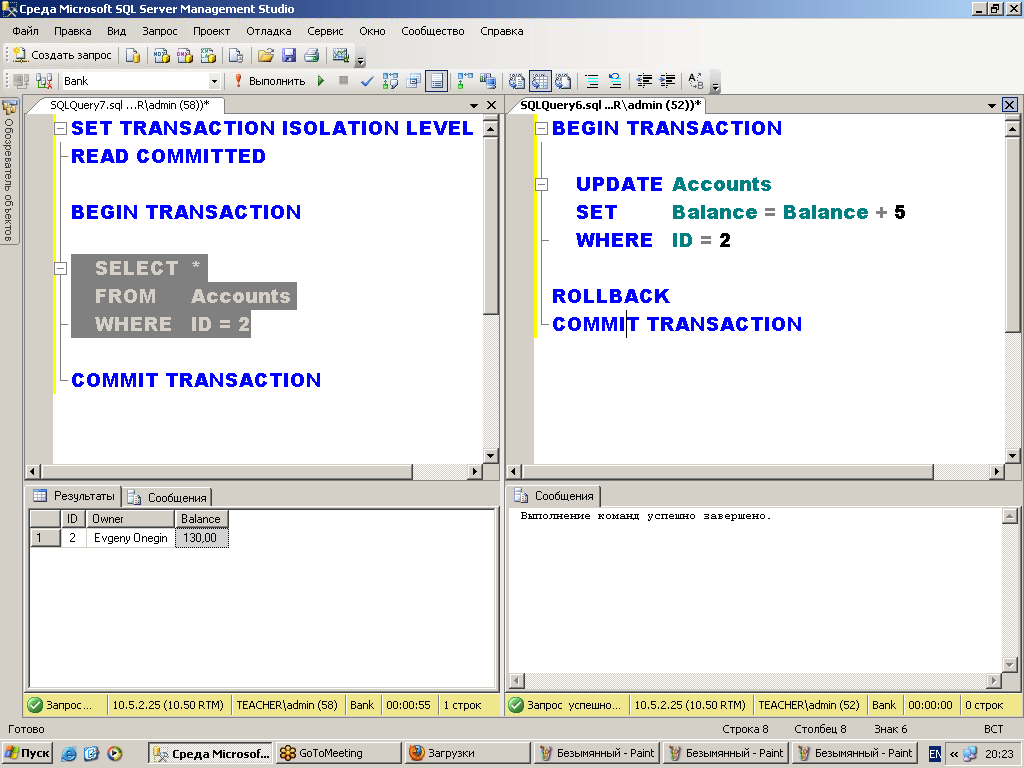 Среда Microsoft SQL Server Management Studio
Файл Правка Вид Запрос Проект Отладка Сервис Окно Сообщество Справка
Создать запрос
Bank Выполнить
Обозреватель объектов
SQLQuery7.sql ...R\admin (58))*
SET TRANSACTION ISOLATION LEVEL
READ COMMITTED
BEGIN TRANSACTION
SELECT *
FROM Accounts
WHERE ID = 2
COMMIT TRANSACTION
SQLQuery6.sql ...R\admin (52))*
BEGIN TRANSACTION
UPDATE Accounts
SET Balance = Balance + 5
WHERE ID = 2
ROLLBACK
COMMIT TRANSACTION
Результаты Сообщения
ID Owner Balance
1 2 Evgeny Onegin 130,00
Запрос... 10.5.2.25 (10.50 RTM) TEACHER\admin (58) Bank 00:00:55 1 строк
Сообщения
Выполнение команд успешно завершено.
Запрос успешно... 10.5.2.25 (10.50 RTM) TEACHER\admin (52) Bank 00:00:00 0 строк
Готово Строка 8 Столбец 8 Знак 6 ВСТ
Пуск Среда Microsof... GoToMeeting Загрузки Безымянный - Paint Безымянный - Paint Безымянный - Paint EN « 20:23